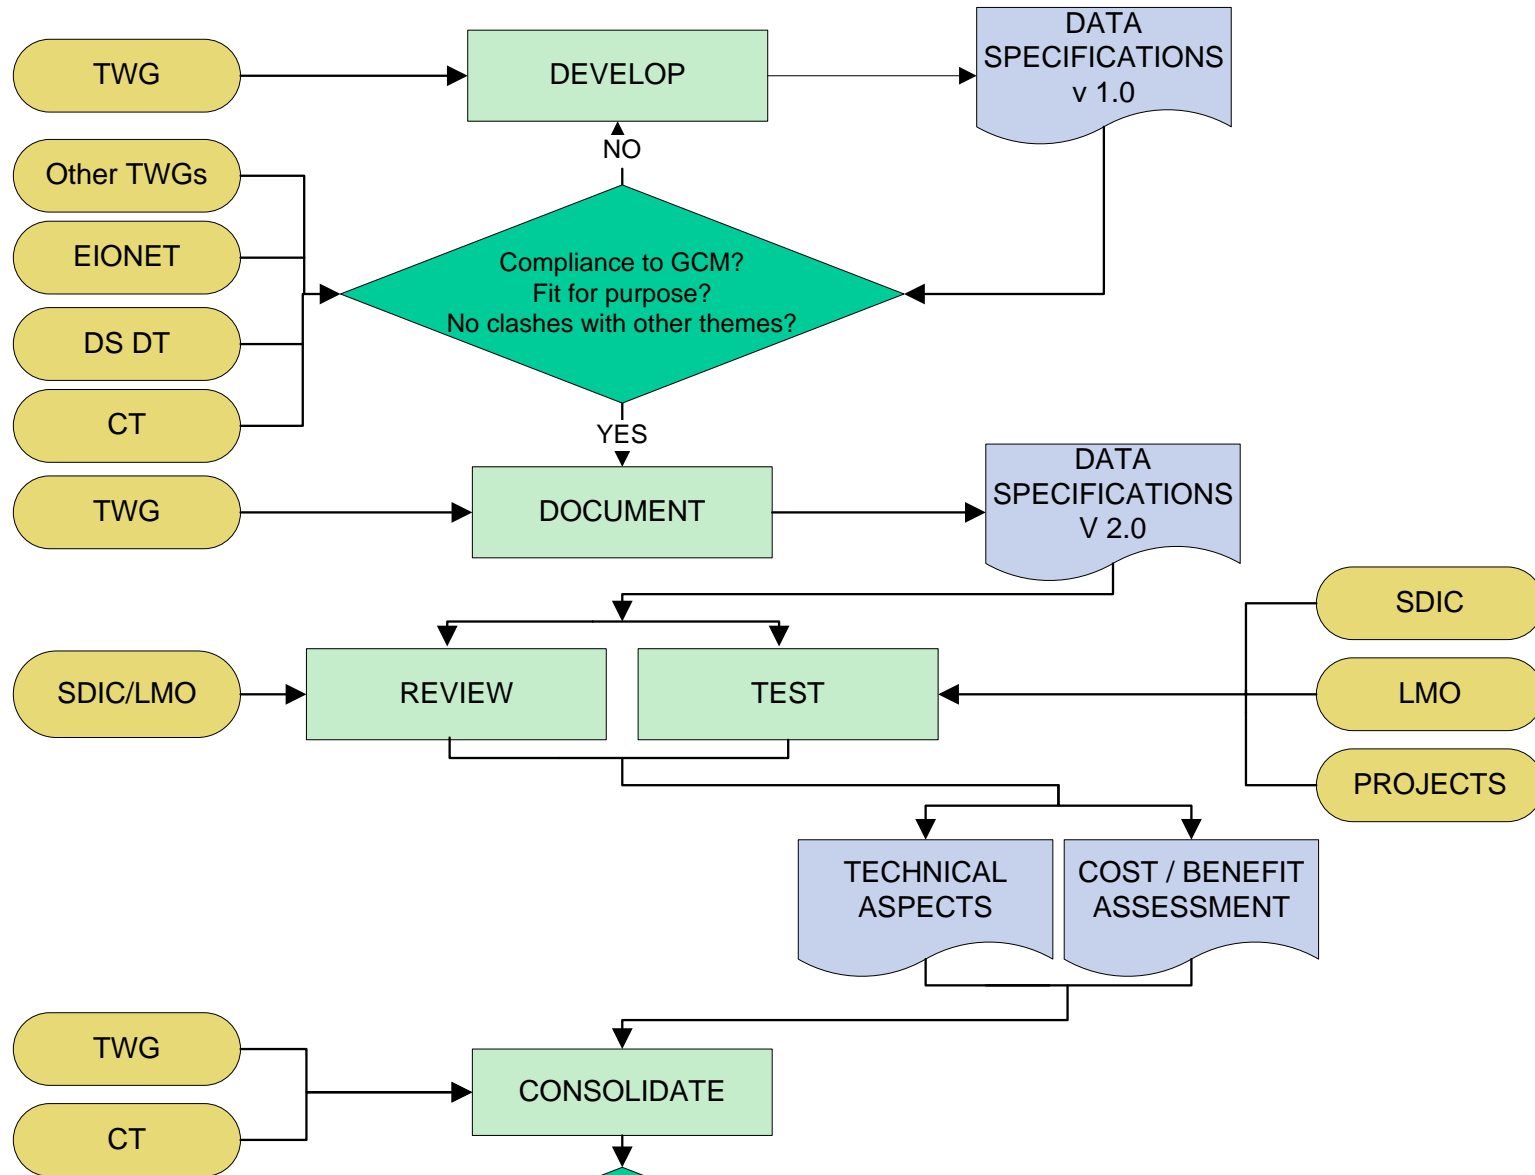 TWG
DEVELOP
DATA
SPECIFICATIONS
v 1.0
NO
Other TWGs
EIONET
DS DT
CT
Compliance to GCM?
Fit for purpose?
No clashes with other themes?
YES
TWG
DOCUMENT
DATA
SPECIFICATIONS
V 2.0
SDIC/LMO
REVIEW
TEST
SDIC
LMO
PROJECTS
TECHNICAL
ASPECTS
COST / BENEFIT
ASSESSMENT
TWG
CT
CONSOLIDATE